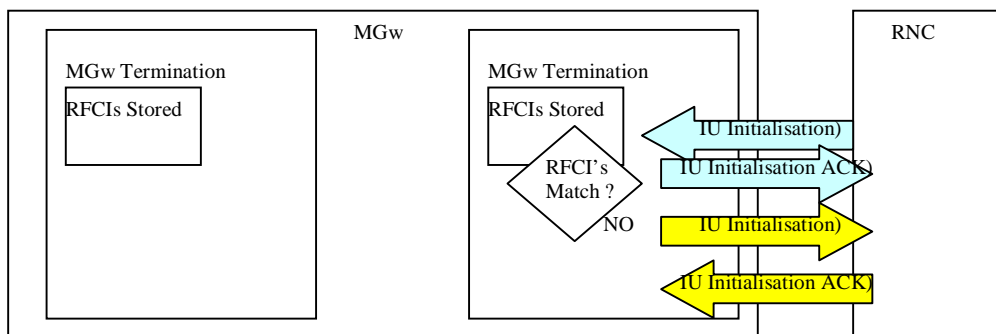 MGw
RNC
MGw Termination
RFCIs Stored
MGw Termination
RFCIs Stored
IU Initialisation)
IU Initialisation ACK)
RFCI's
Match ?
NO
IU Initialisation)
IU Initialisation ACK)